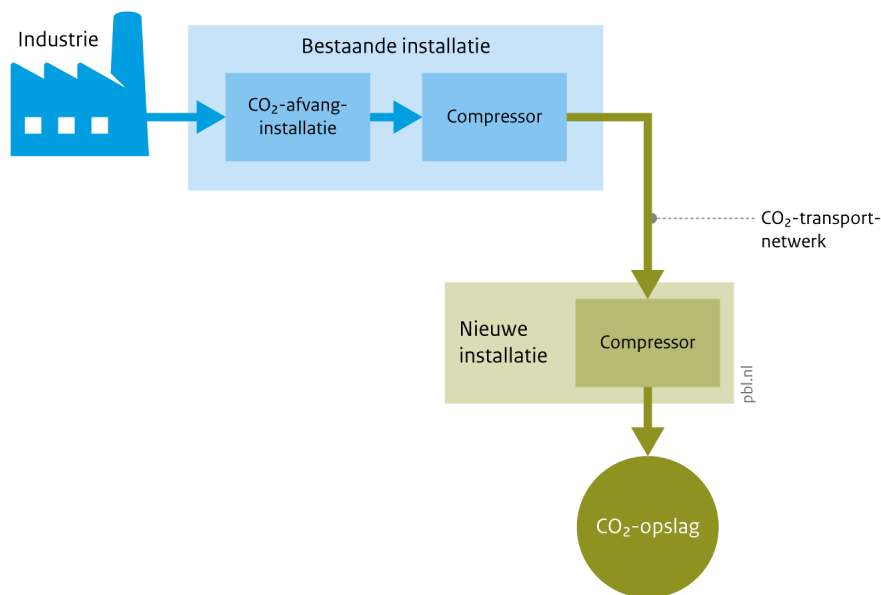 Industrie
Bestaande installatie
CO₂-afvang-
installatie
Compressor
CO₂-transport-
netwerk
Nieuwe
installatie
Compressor
pbl.nl
CO₂-opslag